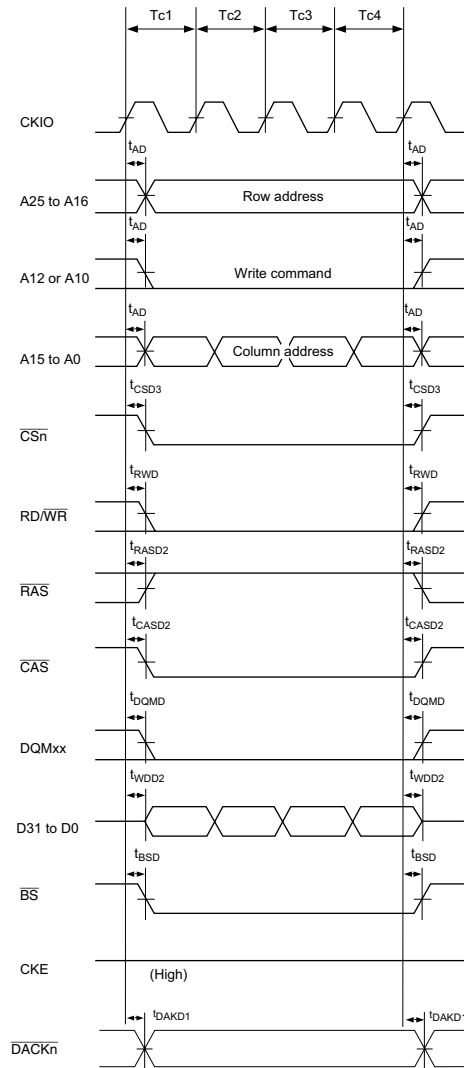 Tc1 Tc2 Tc3 Tc4
CKIO
tAD tAD
A25 to A16 Row address
tAD tAD
A12 or A10 Write command
tAD tAD
A15 to A0 Column address
tCSD3 tCSD3
CSn
tRWD tRWD
RD/WR
tRASD2 tRASD2
RAS
tCASD2 tCASD2
CAS
tDQMD tDQMD
DQMxx
tWDD2 tWDD2
D31 to D0
tBSD tBSD
BS
CKE
(High)
tDAKD1 tDAKD1
DACKn